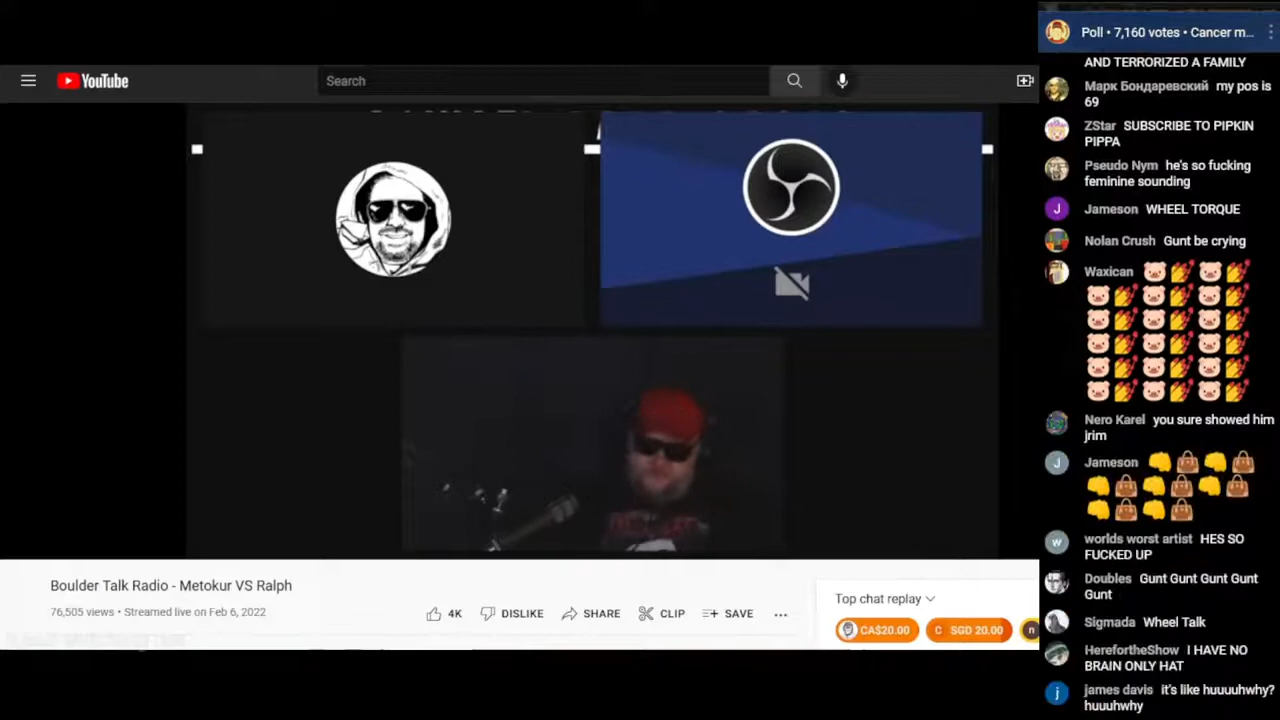 YouTube
Search
Boulder Talk Radio - Metokur VS Ralph
76,505 views • Streamed live on Feb 6, 2022
4K DISLIKE SHARE CLIP SAVE
Top chat replay
CA$20.00 C SGD 20.00 n
Poll • 7,160 votes • Cancer m...
AND TERRORIZED A FAMILY
Марк Бондаревский my pos is
69
ZStar SUBSCRIBE TO PIPKIN
PIPPA
Pseudo Nym he's so fucking
feminine sounding
J Jameson WHEEL TORQUE
Nolan Crush Gunt be crying
Waxican
Nero Karel you sure showed him
jrim
J Jameson
w worlds worst artist HES SO
FUCKED UP
Doubles Gunt Gunt Gunt Gunt
Gunt
Sigmada Wheel Talk
HerefortheShow I HAVE NO
BRAIN ONLY HAT
j james davis it's like huuuhwhy?
huuuhwhy